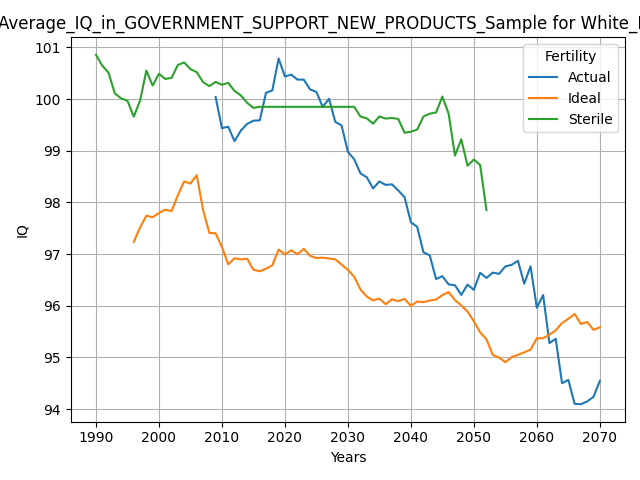 Average_IQ_in_GOVERNMENT_SUPPORT_NEW_PRODUCTS_Sample for White_
Fertility
Actual
Ideal
Sterile
101
100
99
98
97
96
95
94
IQ
1990 2000 2010 2020 2030 2040 2050 2060 2070
Years